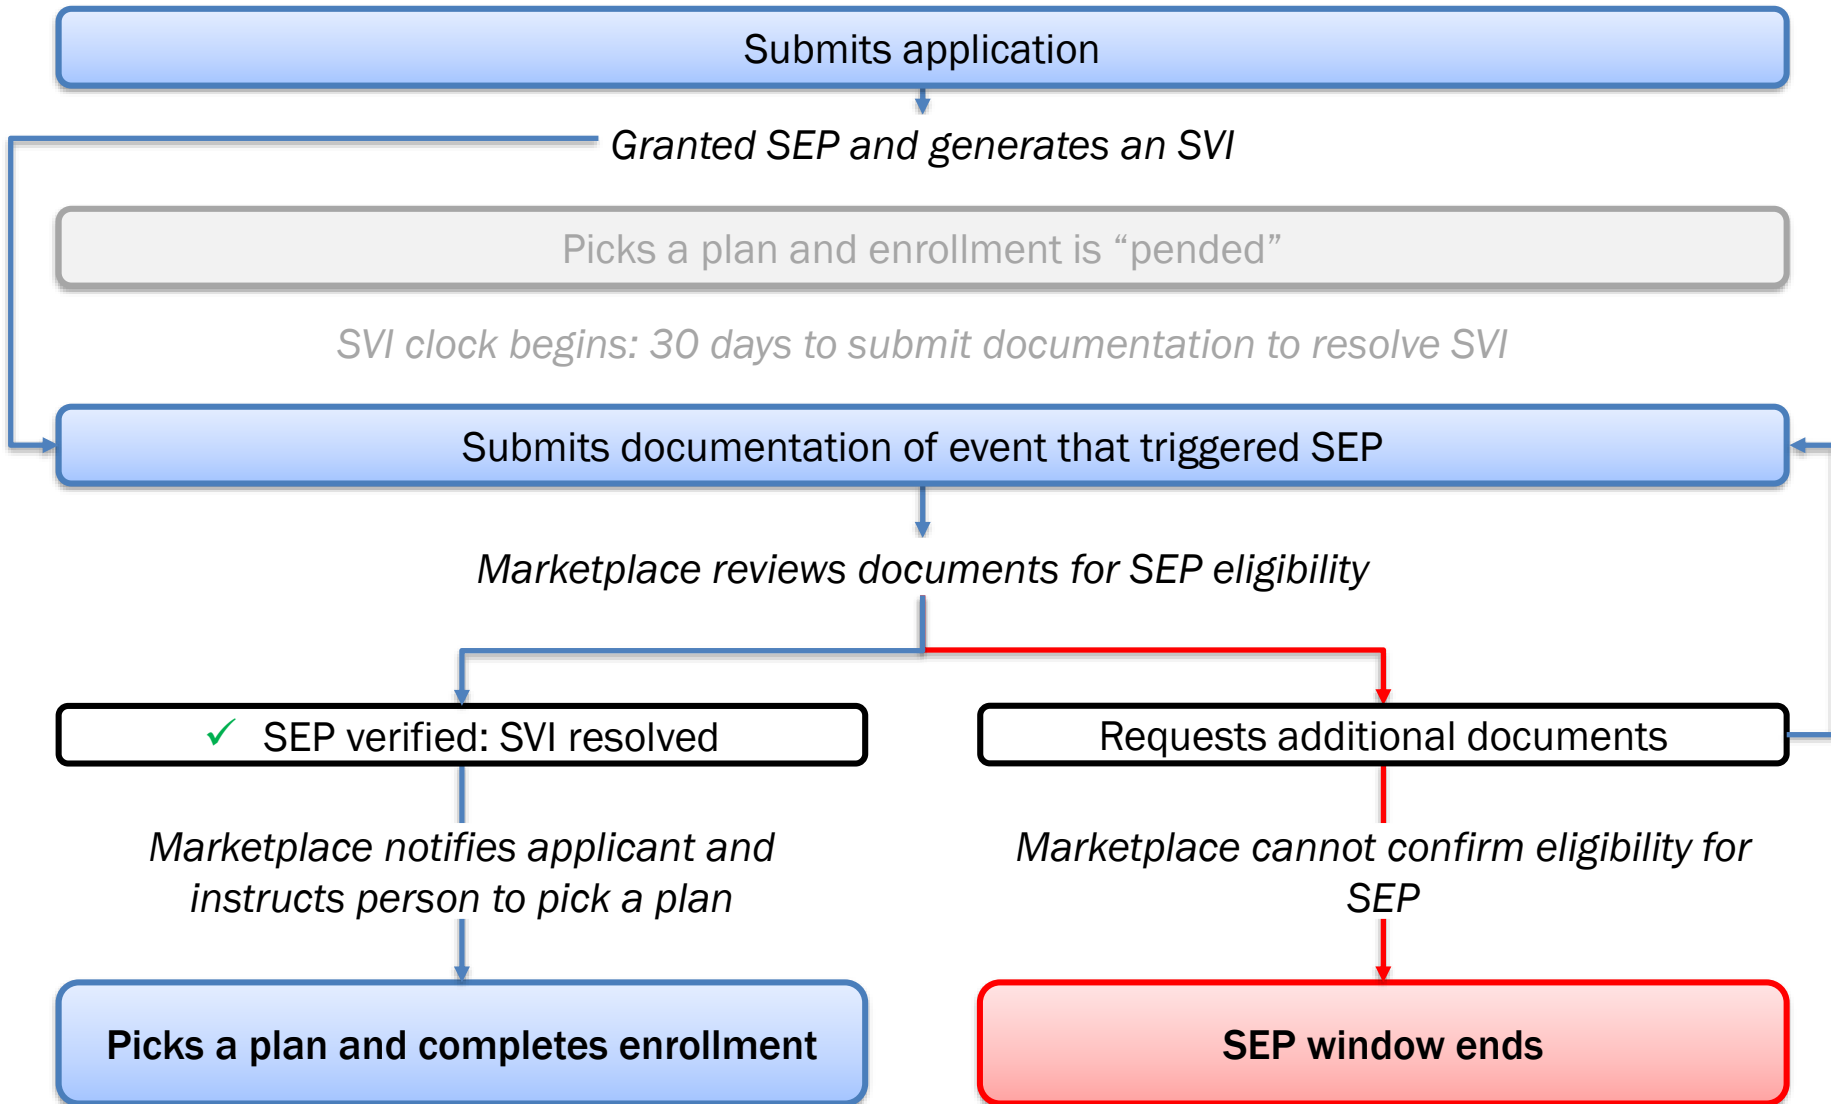 Submits application
Granted SEP and generates an SVI
Picks a plan and enrollment is “pended”
SVI clock begins: 30 days to submit documentation to resolve SVI
Submits documentation of event that triggered SEP
Marketplace reviews documents for SEP eligibility
✓ SEP verified: SVI resolved
Requests additional documents
Marketplace notifies applicant and
instructs person to pick a plan
Marketplace cannot confirm eligibility for
SEP
Picks a plan and completes enrollment
SEP window ends